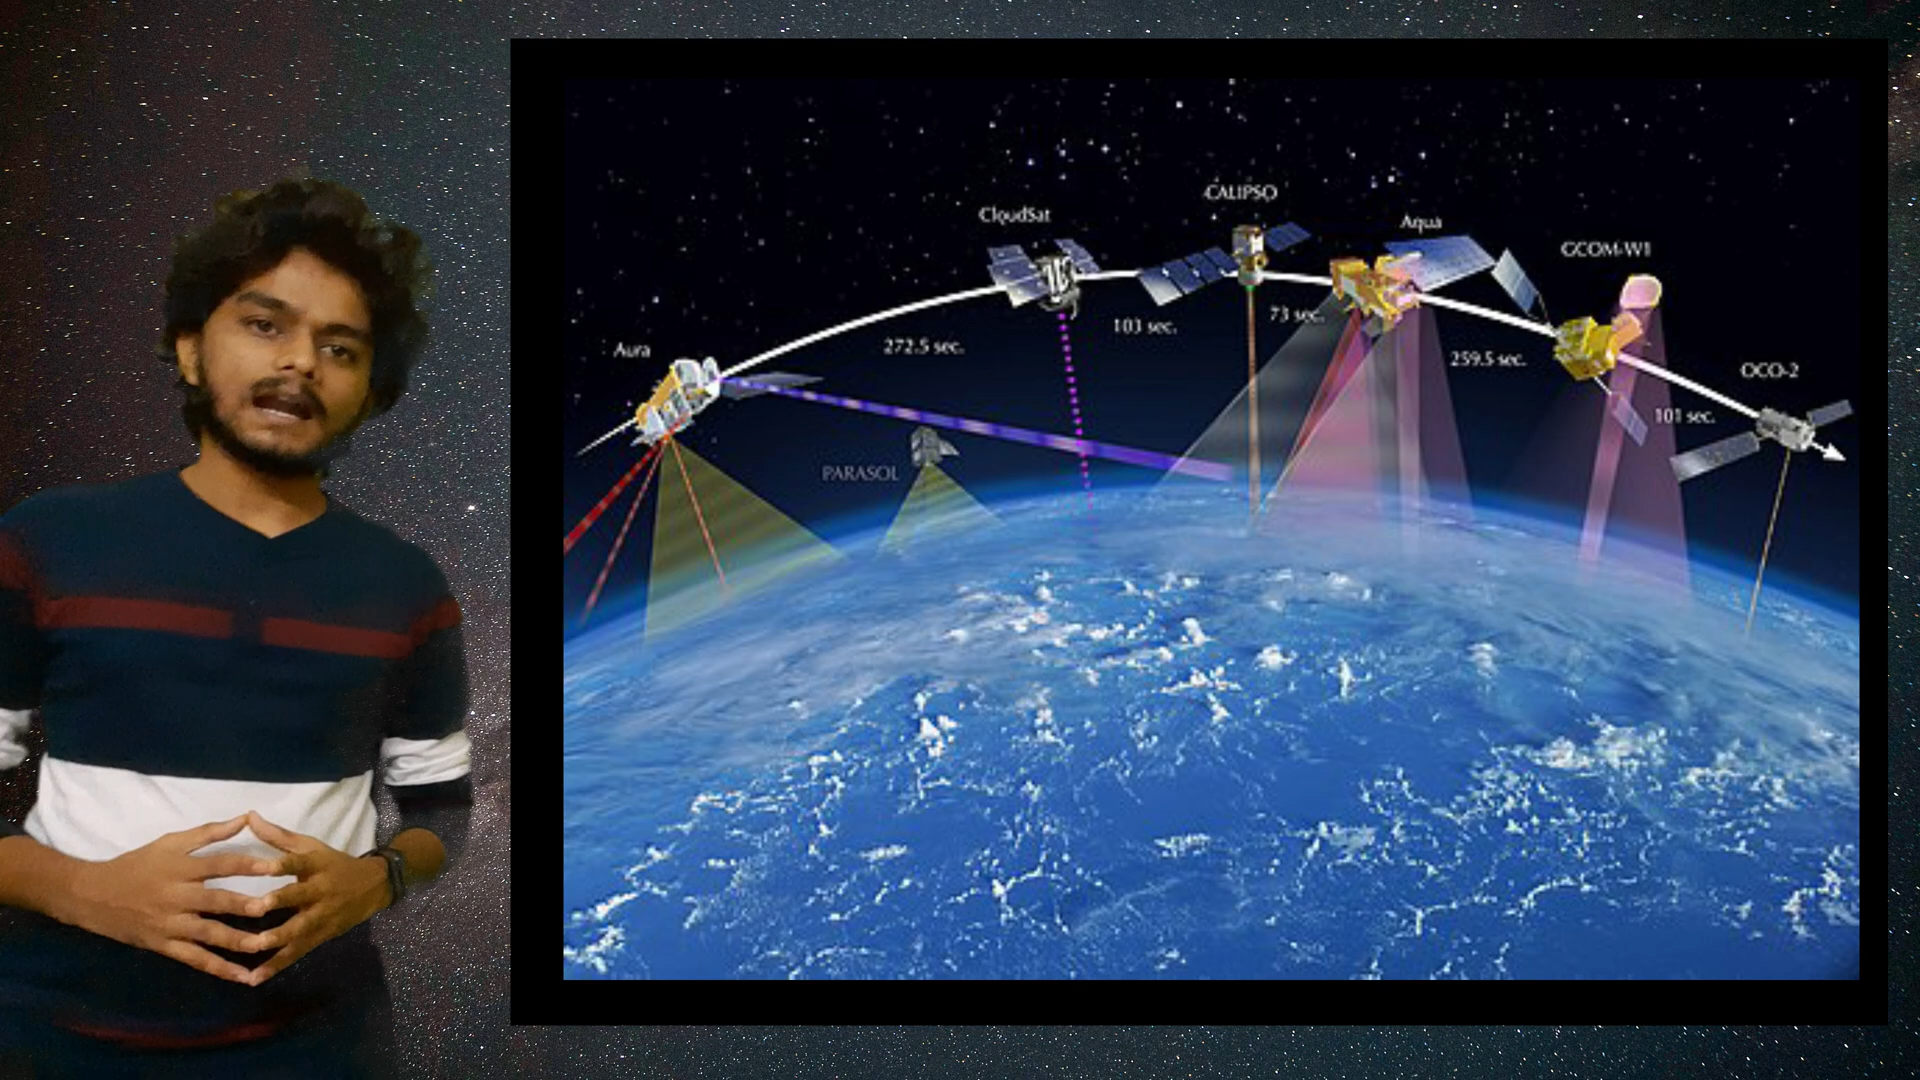 CALIPSO
CloudSat
Aqua
GCOM-W1
Aura
OCO-2
PARASOL
272.5 sec.
103 sec.
73 sec.
259.5 sec.
101 sec.